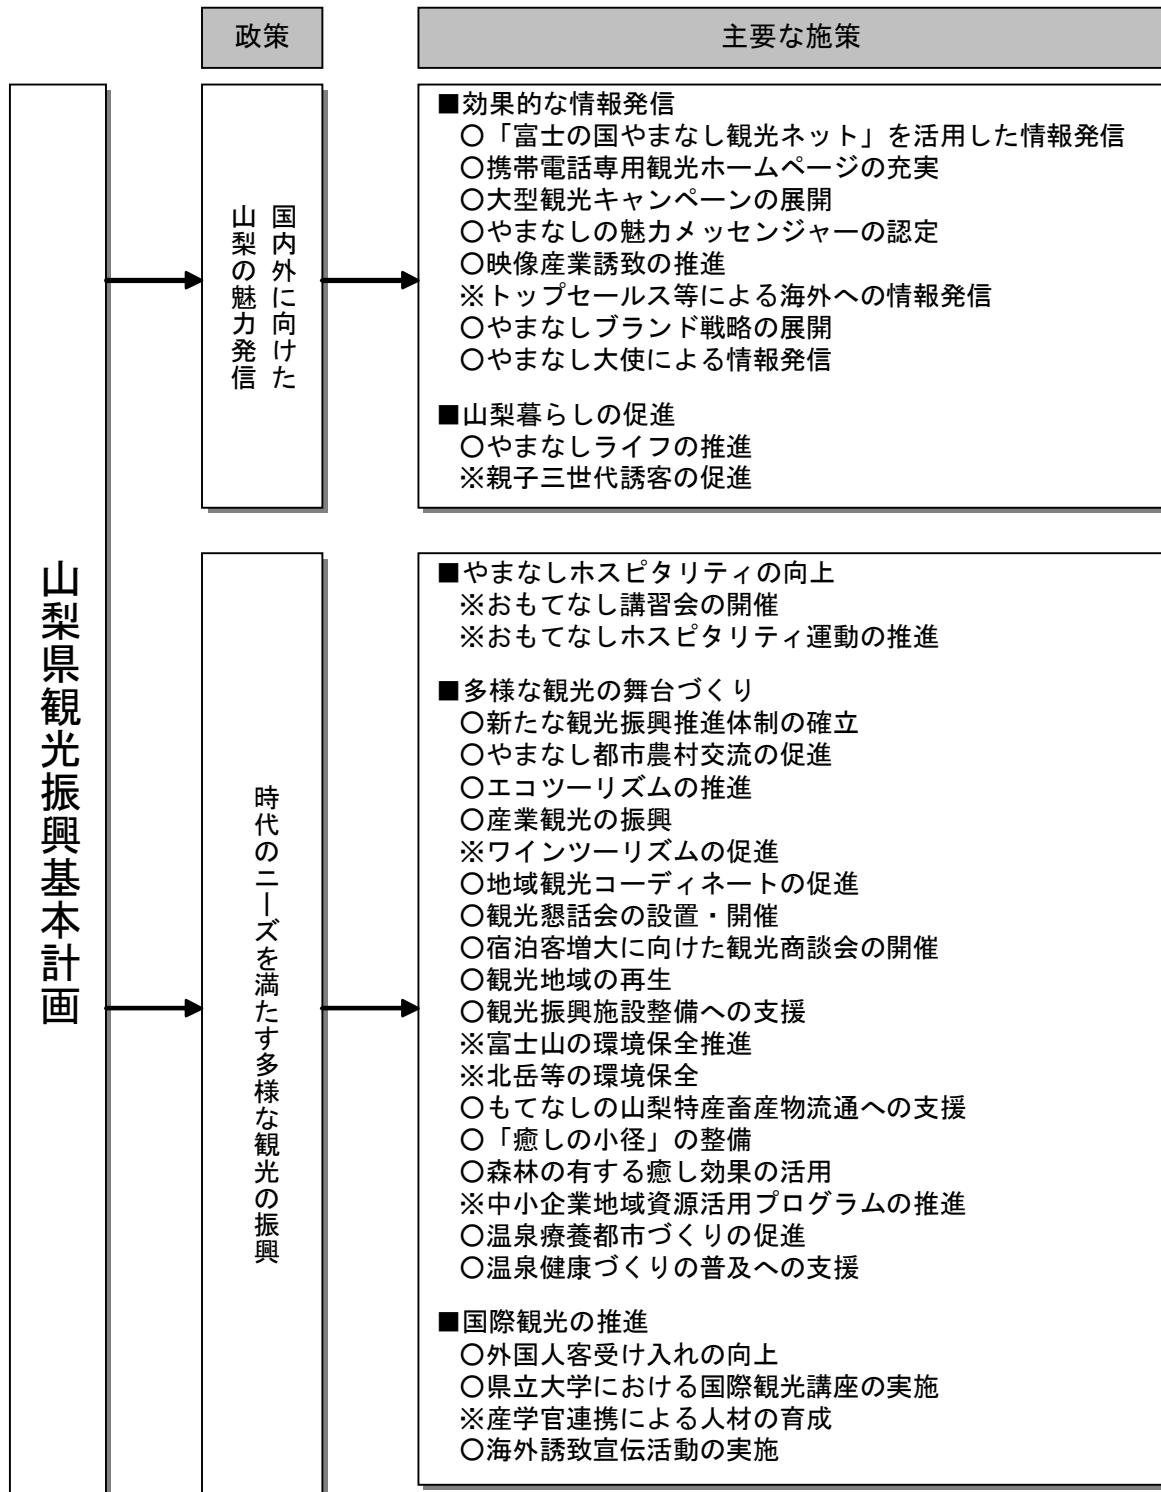 政策
主要な施策
山梨県観光振興基本計画
国内外に向けた
山梨の魅力発信
■効果的な情報発信
○「富士の国やまなし観光ネット」を活用した情報発信
○携帯電話専用観光ホームページの充実
○大型観光キャンペーンの展開
○やまなしの魅力メッセンジャーの認定
○映像産業誘致の推進
※トップセールス等による海外への情報発信
○やまなしブランド戦略の展開
○やまなし大使による情報発信
■山梨暮らしの促進
○やまなしライフの推進
※親子三世代誘客の促進
時代のニーズを満たす多様な観光の振興
■やまなしホスピタリティの向上
※おもてなし講習会の開催
※おもてなしホスピタリティ運動の推進
■多様な観光の舞台づくり
○新たな観光振興推進体制の確立
○やまなし都市農村交流の促進
○エコツーリズムの推進
○産業観光の振興
※ワインツーリズムの促進
○地域観光コーディネートの促進
○観光懇話会の設置・開催
○宿泊客増大に向けた観光商談会の開催
○観光地域の再生
○観光振興施設整備への支援
※富士山の環境保全推進
※北岳等の環境保全
○もてなしの山梨特産畜産物流通への支援
○「癒しの小径」の整備
○森林の有する癒し効果の活用
※中小企業地域資源活用プログラムの推進
○温泉療養都市づくりの促進
○温泉健康づくりの普及への支援
■国際観光の推進
○外国人客受け入れの向上
○県立大学における国際観光講座の実施
※産学官連携による人材の育成
○海外誘致宣伝活動の実施